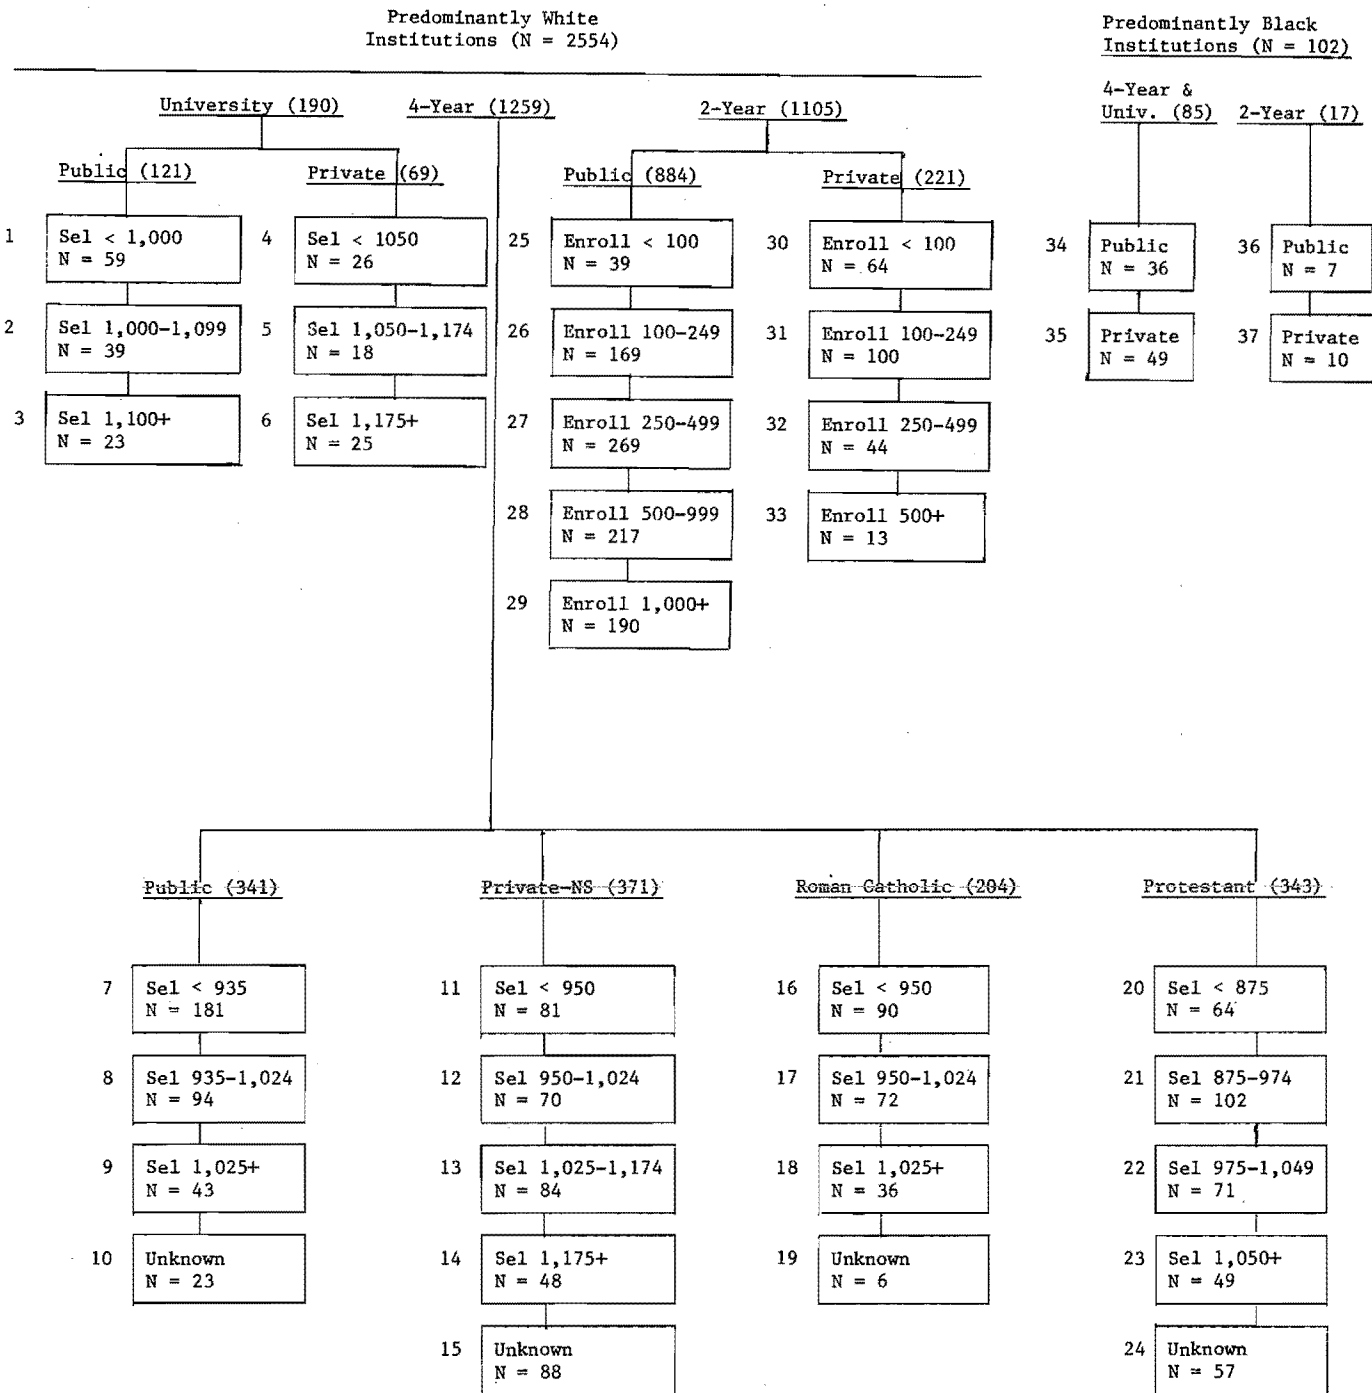 Predominantly White
Institutions (N = 2554)
Predominantly Black
Institutions (N = 102)
University (190)
4-Year (1259)
2-Year (1105)
4-Year &
Univ. (85)
2-Year (17)
Public (121)
Private (69)
Public (884)
Private (221)
1
Sel < 1,000
N = 59
2
Sel 1,000-1,099
N = 39
3
Sel 1,100+
N = 23
4
Sel < 1050
N = 26
5
Sel 1,050-1,174
N = 18
6
Sel 1,175+
N = 25
25
Enroll < 100
N = 39
26
Enroll 100-249
N = 169
27
Enroll 250-499
N = 269
28
Enroll 500-999
N = 217
29
Enroll 1,000+
N = 190
30
Enroll < 100
N = 64
31
Enroll 100-249
N = 100
32
Enroll 250-499
N = 44
33
Enroll 500+
N = 13
34
Public
N = 36
35
Private
N = 49
36
Public
N = 7
37
Private
N = 10
Public (341)
Private-NS (371)
Roman Catholic (204)
Protestant (343)
7
Sel < 935
N = 181
8
Sel 935-1,024
N = 94
9
Sel 1,025+
N = 43
10
Unknown
N = 23
11
Sel < 950
N = 81
12
Sel 950-1,024
N = 70
13
Sel 1,025-1,174
N = 84
14
Sel 1,175+
N = 48
15
Unknown
N = 88
16
Sel < 950
N = 90
17
Sel 950-1,024
N = 72
18
Sel 1,025+
N = 36
19
Unknown
N = 6
20
Sel < 875
N = 64
21
Sel 875-974
N = 102
22
Sel 975-1,049
N = 71
23
Sel 1,050+
N = 49
24
Unknown
N = 57